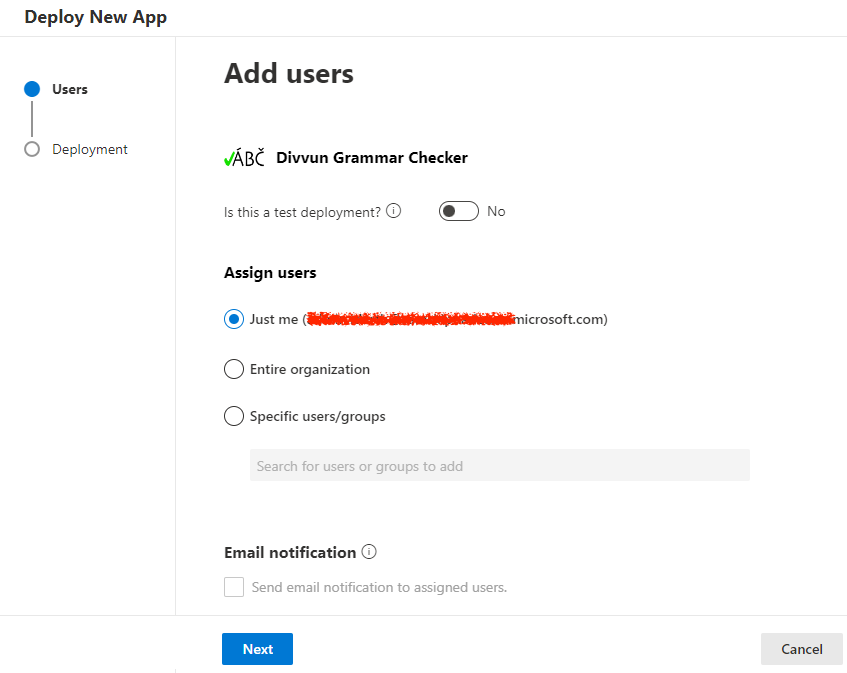 Deploy New App
Users
Deployment
Add users
ÁBČ Divvun Grammar Checker
Is this a test deployment? No
Assign users
Just me ( microsoft.com)
Entire organization
Specific users/groups
Search for users or groups to add
Email notification
Send email notification to assigned users.
Next Cancel